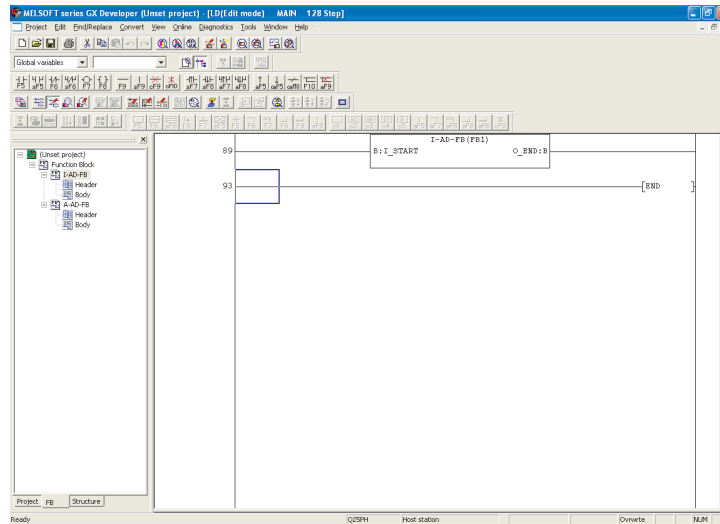 MELSOFT series GX Developer (Unset project) - [LD(Edit mode) MAIN 128 Step]
Project Edit Find/Replace Convert View Online Diagnostics Tools Window Help
Global variables
F5 sF5 F6 sF6 F7 F8 F9 sF9 cF9 cF10 sF7 sF8 aF7 aF8 aF5 caF5 caF10 F10 aF9
I-AD-FB(FB1)
89 B:I_START O_END:B
93 END
(Unset project)
Function Block
I-AD-FB
Header
Body
A-AD-FB
Header
Body
Project FB Structure
Ready Q25PH Host station Ovrwrte NUM